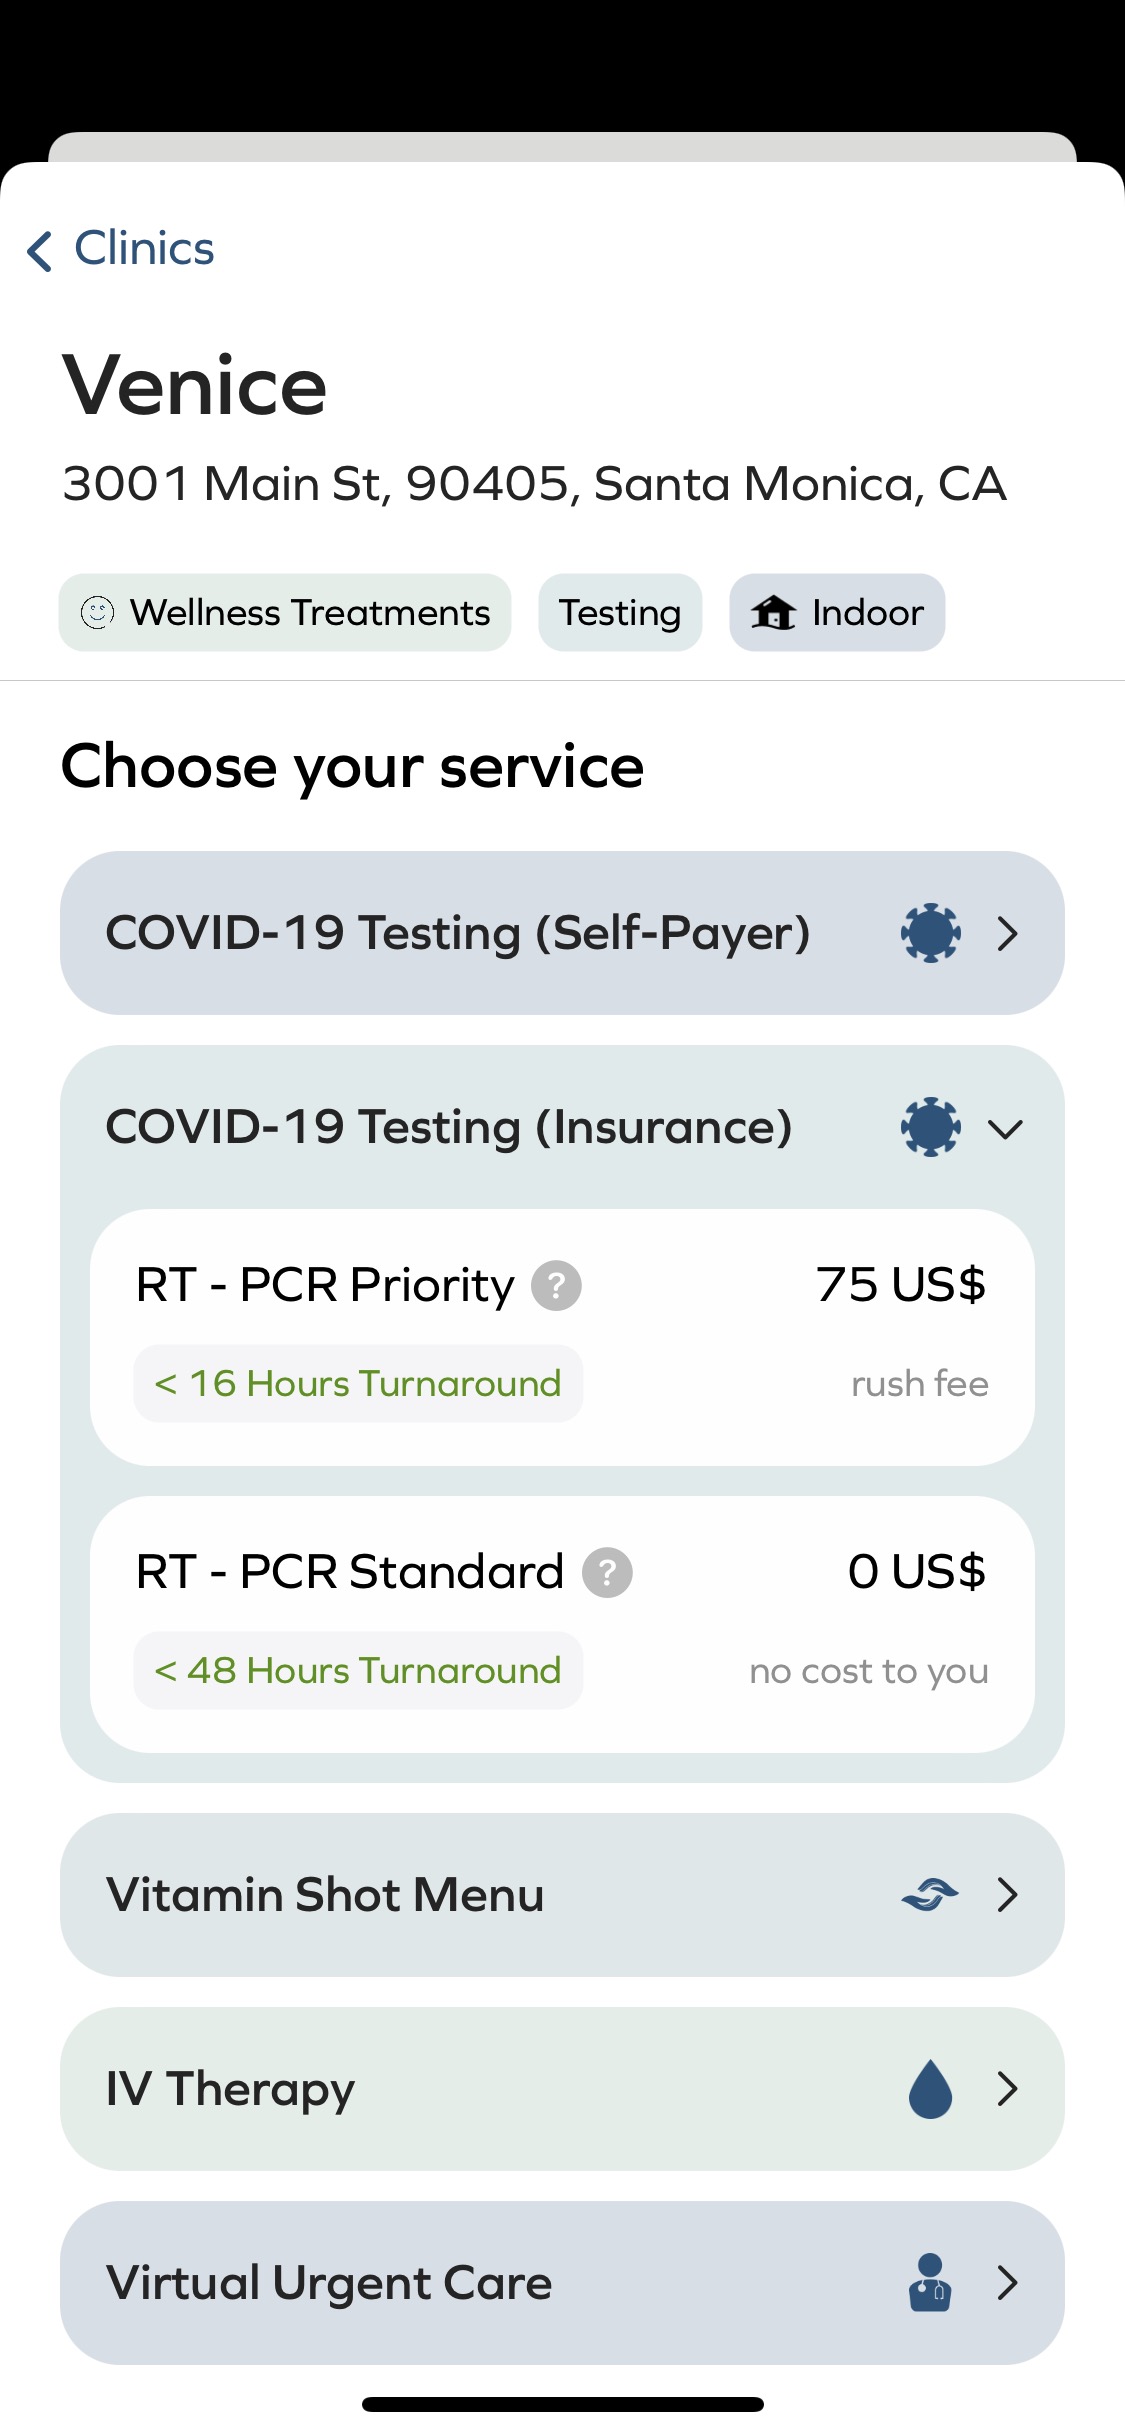 Clinics
Venice
3001 Main St, 90405, Santa Monica, CA
Wellness Treatments Testing Indoor
Choose your service
COVID-19 Testing (Self-Payer)
COVID-19 Testing (Insurance)
RT - PCR Priority ? 75 US$
< 16 Hours Turnaround rush fee
RT - PCR Standard ? 0 US$
< 48 Hours Turnaround no cost to you
Vitamin Shot Menu
IV Therapy
Virtual Urgent Care